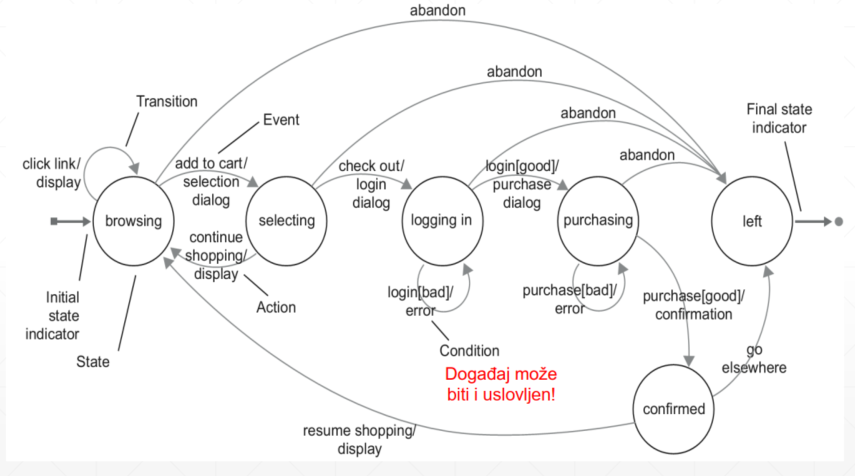 abandon
abandon
abandon
abandon
Transition
Event
Final state
indicator
click link/
display
add to cart/
selection
dialog
check out/
login
dialog
login[good]/
purchase
dialog
browsing
selecting
logging in
purchasing
left
continue
shopping/
display
Action
Initial
state
indicator
State
login[bad]/
error
Condition
purchase[bad]/
error
purchase[good]/
confirmation
go
elsewhere
Događaj može
biti i uslovljen!
confirmed
resume shopping/
display